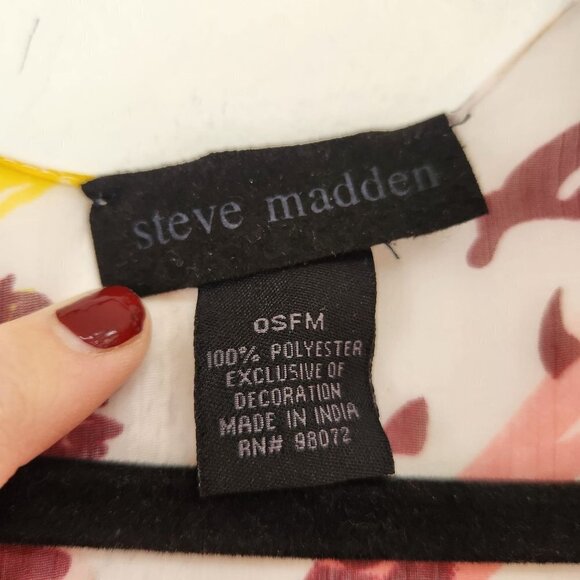 steve madden
OSFM
100% POLYESTER
EXCLUSIVE OF
DECORATION
MADE IN INDIA
RN# 98072